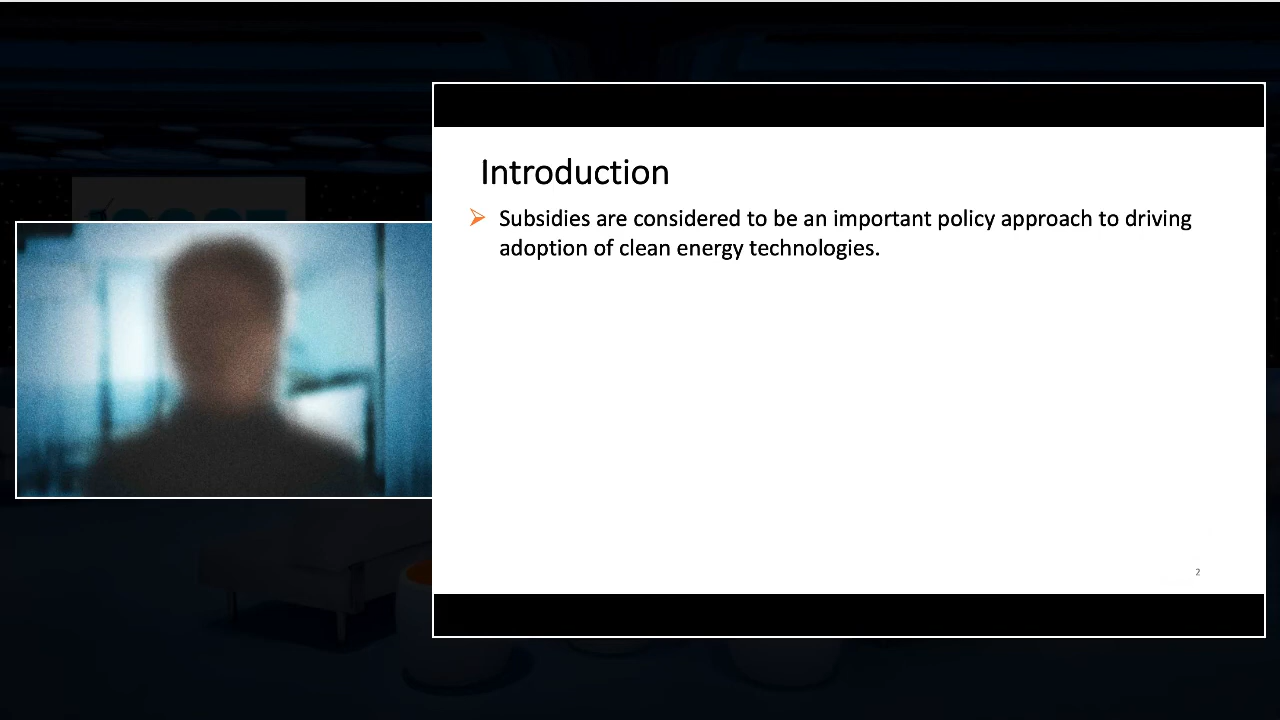 Introduction
Subsidies are considered to be an important policy approach to driving
adoption of clean energy technologies.
2